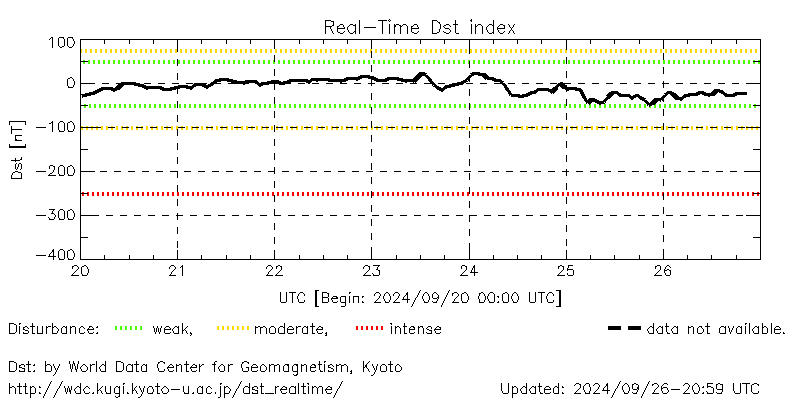 Real-Time Dst index
100
0
-100
-200
-300
-400
Dst [nT]
20 21 22 23 24 25 26
UTC [Begin: 2024/09/20 00:00 UTC]
Disturbance: weak, moderate, intense data not available.
Dst: by World Data Center for Geomagnetism, Kyoto
http://wdc.kugi.kyoto-u.ac.jp/dst_realtime/ Updated: 2024/09/26-20:59 UTC